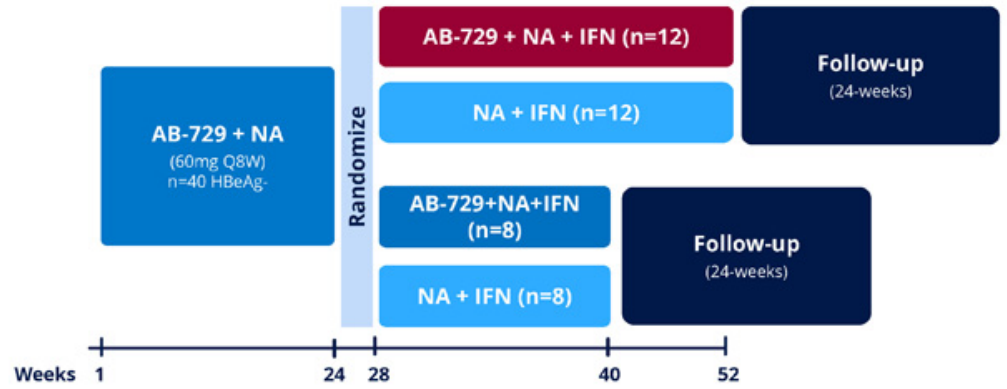 AB-729 + NA
(60mg Q8W)
n=40 HBeAg-
Randomize
AB-729 + NA + IFN (n=12)
NA + IFN (n=12)
Follow-up
(24-weeks)
AB-729+NA+IFN
(n=8)
NA + IFN (n=8)
Follow-up
(24-weeks)
Weeks 1 24 28 40 52